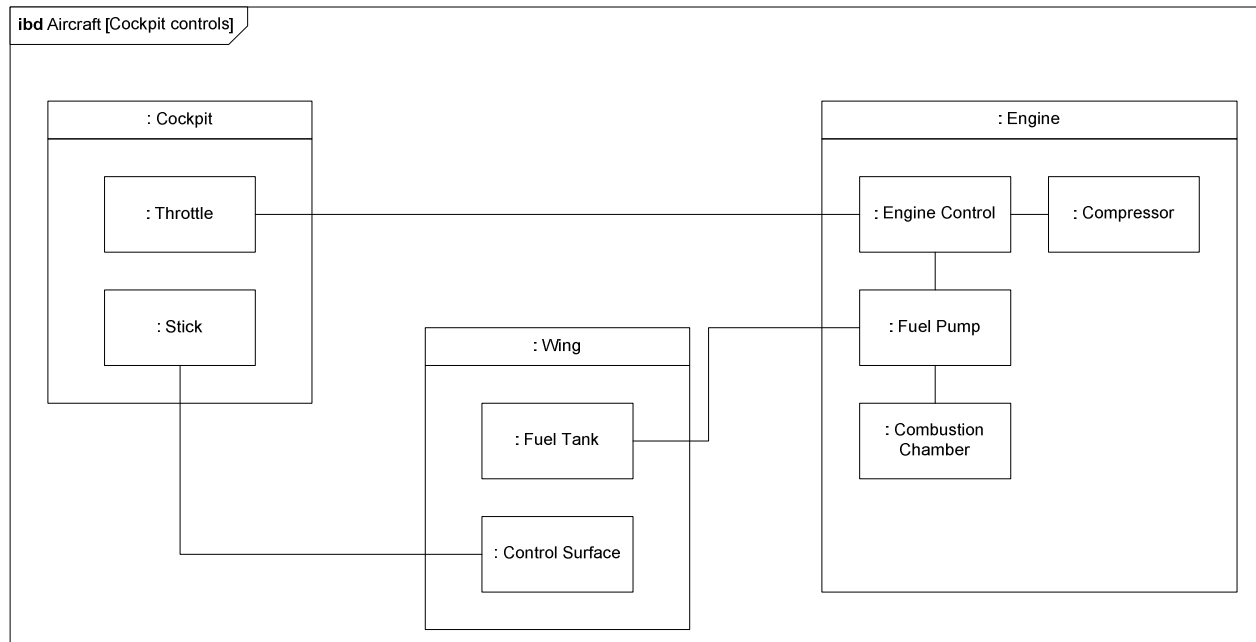 ibd Aircraft [Cockpit controls]
: Cockpit
: Engine
: Throttle
: Engine Control
: Compressor
: Stick
: Wing
: Fuel Pump
: Fuel Tank
: Combustion
Chamber
: Control Surface